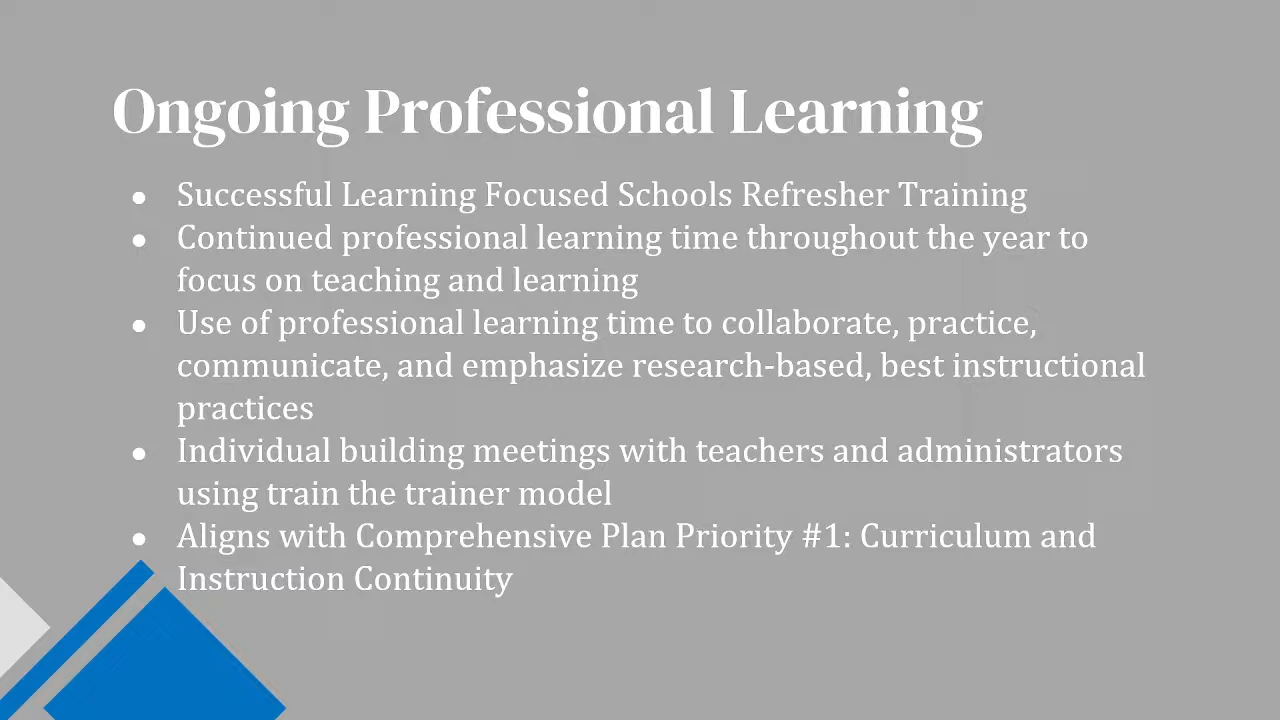 Ongoing Professional Learning
● Successful Learning Focused Schools Refresher Training
● Continued professional learning time throughout the year to
focus on teaching and learning
● Use of professional learning time to collaborate, practice,
communicate, and emphasize research-based, best instructional
practices
● Individual building meetings with teachers and administrators
using train the trainer model
● Aligns with Comprehensive Plan Priority #1: Curriculum and
Instruction Continuity